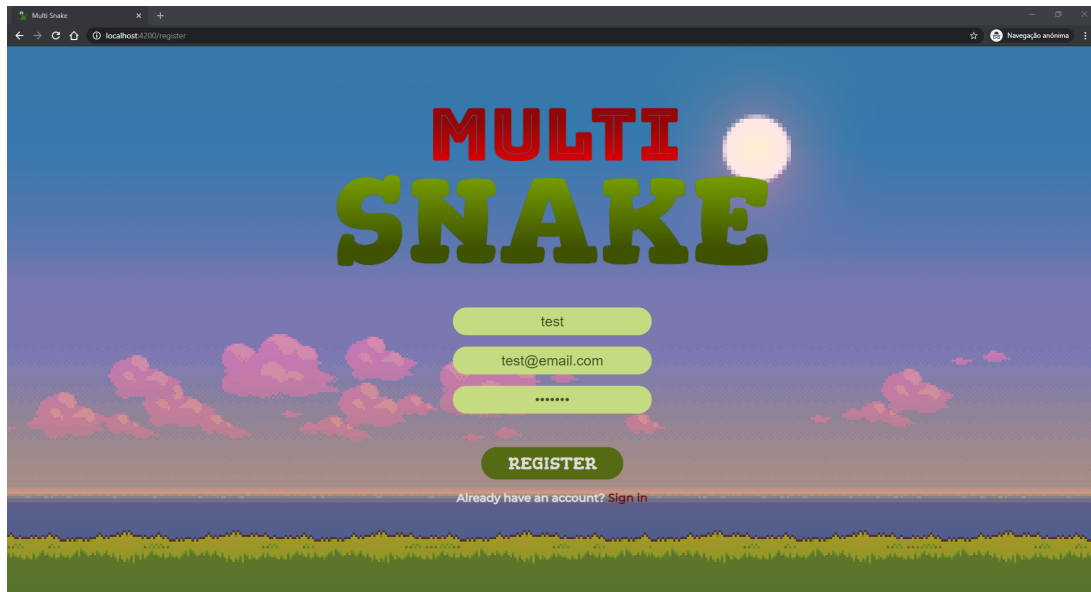 Multi Snake
localhost:4200/register
Navegação anónima
MULTI
SNAKE
test
test@email.com
•••••••
REGISTER
Already have an account? Sign in